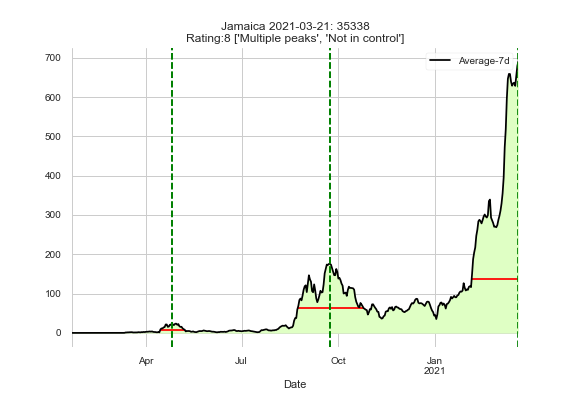 Jamaica 2021-03-21: 35338
Rating:8 ['Multiple peaks', 'Not in control']
Average-7d
700
600
500
400
300
200
100
0
Apr
Jul
Oct
Jan
2021
Date